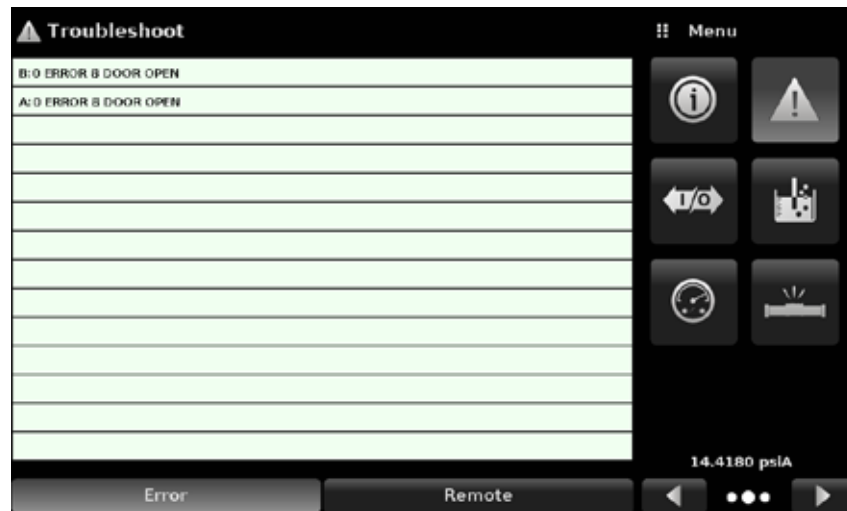 Troubleshoot
Menu
B:0 ERROR 8 DOOR OPEN
A:0 ERROR 8 DOOR OPEN
I/O
14.4180 psiA
Error
Remote